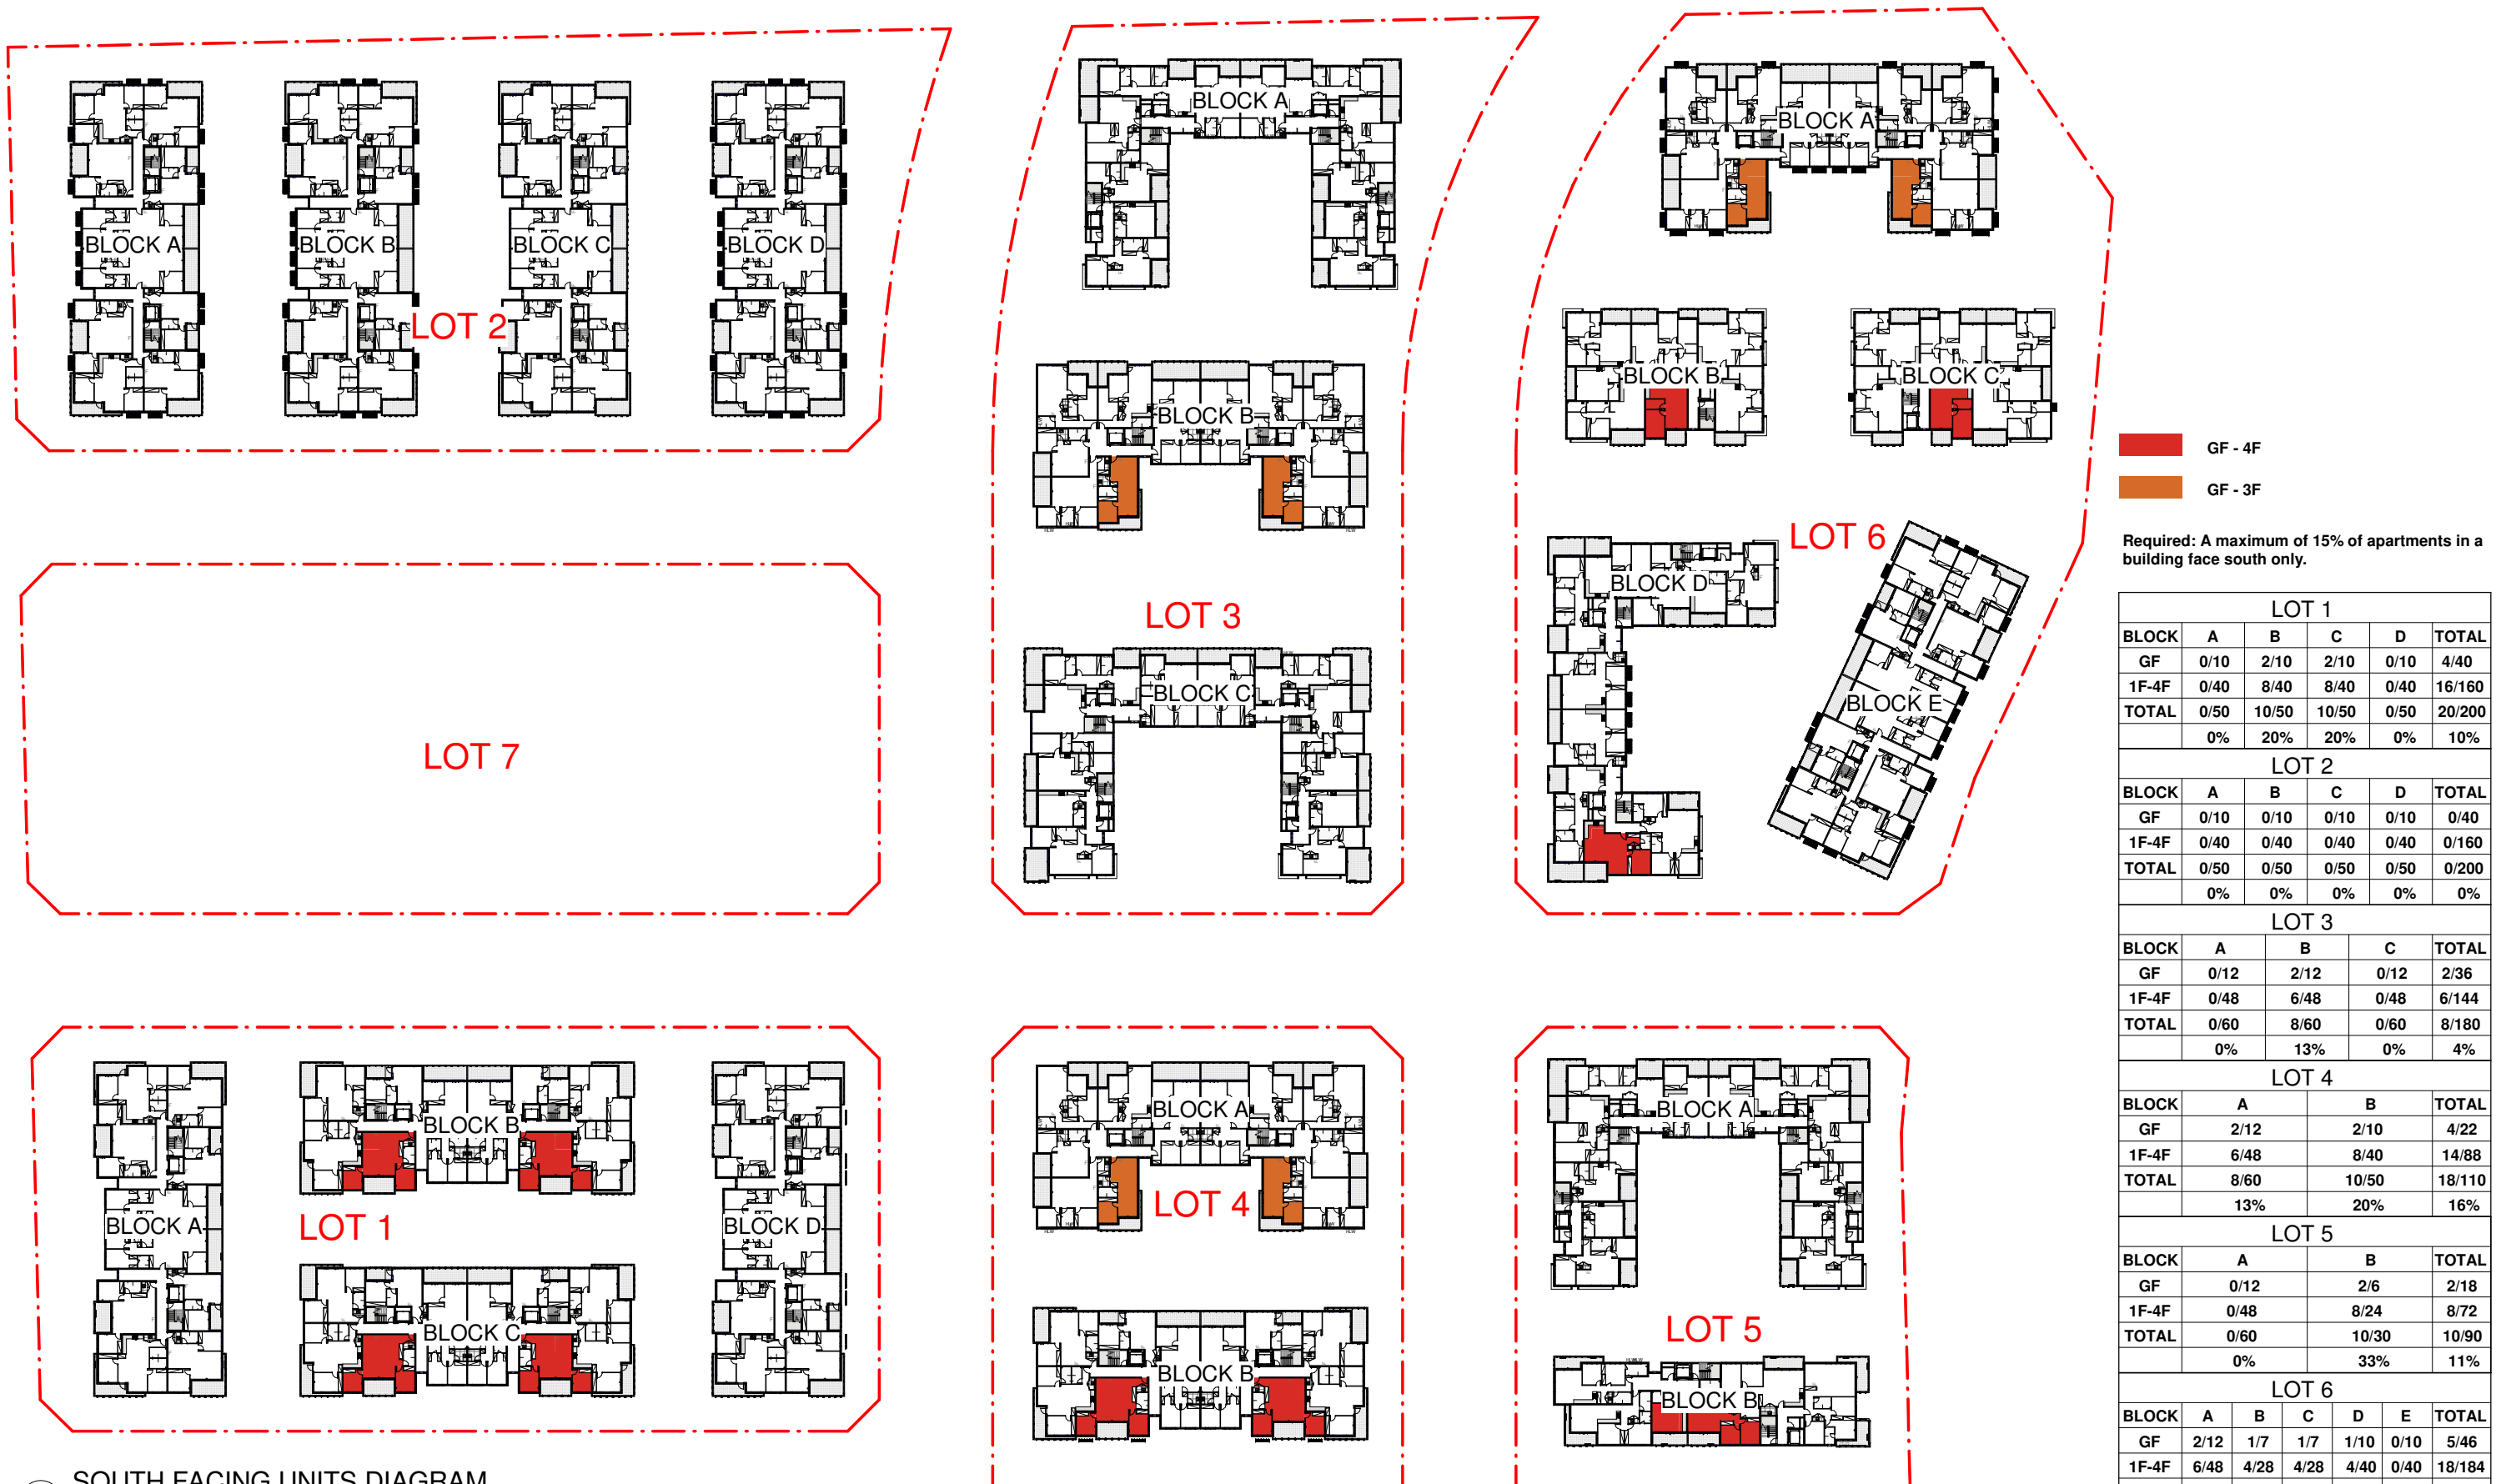 BLOCK A
BLOCK B
BLOCK C
BLOCK D
LOT 2
BLOCK A
BLOCK B
LOT 3
BLOCK C
BLOCK A
BLOCK B
BLOCK C
LOT 6
BLOCK D
BLOCK E
LOT 7
BLOCK A
BLOCK B
LOT 1
BLOCK C
BLOCK D
BLOCK A
LOT 4
BLOCK B
BLOCK A
LOT 5
BLOCK B
SOUTH FACING UNITS DIAGRAM
GF - 4F
GF - 3F
Required: A maximum of 15% of apartments in a
building face south only.
LOT 1
BLOCK A B C D TOTAL
GF 0/10 2/10 2/10 0/10 4/40
1F-4F 0/40 8/40 8/40 0/40 16/160
TOTAL 0/50 10/50 10/50 0/50 20/200
0% 20% 20% 0% 10%
LOT 2
BLOCK A B C D TOTAL
GF 0/10 0/10 0/10 0/10 0/40
1F-4F 0/40 0/40 0/40 0/40 0/160
TOTAL 0/50 0/50 0/50 0/50 0/200
0% 0% 0% 0% 0%
LOT 3
BLOCK A B C TOTAL
GF 0/12 2/12 0/12 2/36
1F-4F 0/48 6/48 0/48 6/144
TOTAL 0/60 8/60 0/60 8/180
0% 13% 0% 4%
LOT 4
BLOCK A B TOTAL
GF 2/12 2/10 4/22
1F-4F 6/48 8/40 14/88
TOTAL 8/60 10/50 18/110
13% 20% 16%
LOT 5
BLOCK A B TOTAL
GF 0/12 2/6 2/18
1F-4F 0/48 8/24 8/72
TOTAL 0/60 10/30 10/90
0% 33% 11%
LOT 6
BLOCK A B C D E TOTAL
GF 2/12 1/7 1/7 1/10 0/10 5/46
1F-4F 6/48 4/28 4/28 4/40 0/40 18/184